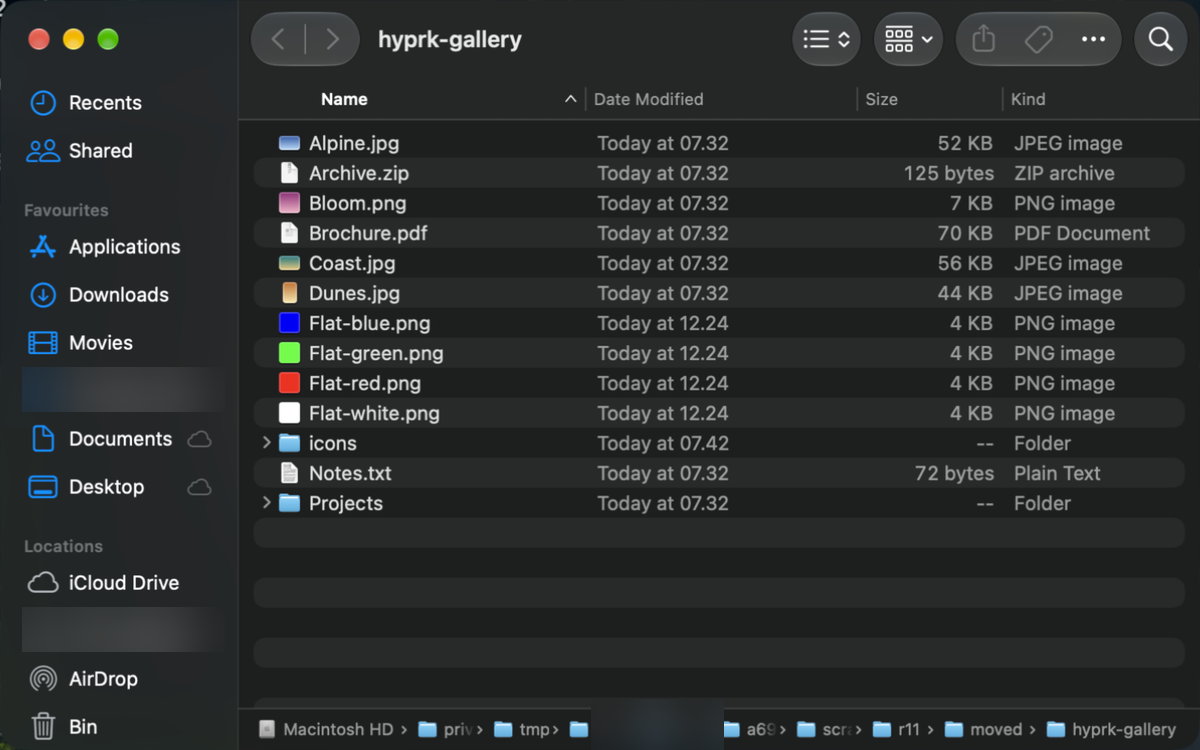 hyprk-gallery
Name Date Modified Size Kind
Recents
Shared
Favourites
Applications
Downloads
Movies
Documents
Desktop
Locations
iCloud Drive
AirDrop
Bin
Alpine.jpg Today at 07.32 52 KB JPEG image
Archive.zip Today at 07.32 125 bytes ZIP archive
Bloom.png Today at 07.32 7 KB PNG image
Brochure.pdf Today at 07.32 70 KB PDF Document
Coast.jpg Today at 07.32 56 KB JPEG image
Dunes.jpg Today at 07.32 44 KB JPEG image
Flat-blue.png Today at 12.24 4 KB PNG image
Flat-green.png Today at 12.24 4 KB PNG image
Flat-red.png Today at 12.24 4 KB PNG image
Flat-white.png Today at 12.24 4 KB PNG image
icons Today at 07.42 -- Folder
Notes.txt Today at 07.32 72 bytes Plain Text
Projects Today at 07.32 -- Folder
Macintosh HD › priv › tmp › a69 › scr › r11 › moved › hyprk-gallery